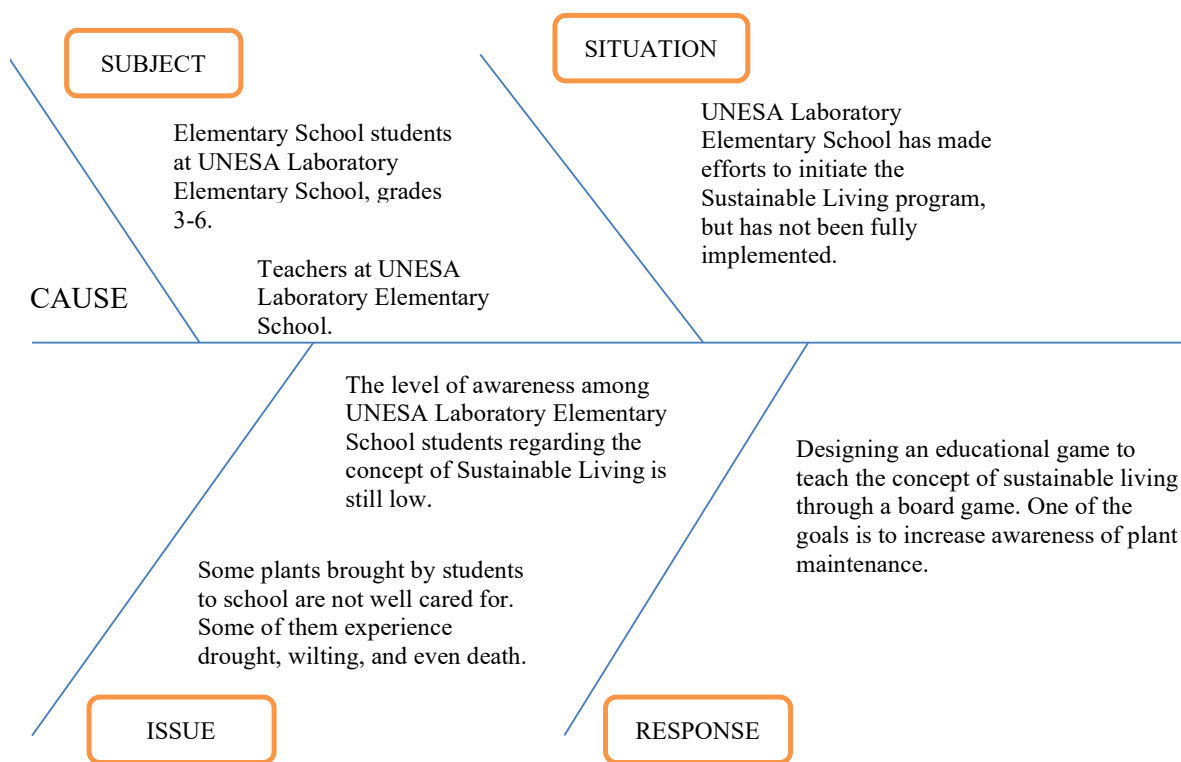 SUBJECT
Elementary School students
at UNESA Laboratory
Elementary School, grades
3-6.
Teachers at UNESA
Laboratory Elementary
School.
SITUATION
UNESA Laboratory
Elementary School has made
efforts to initiate the
Sustainable Living program,
but has not been fully
implemented.
CAUSE
The level of awareness among
UNESA Laboratory Elementary
School students regarding the
concept of Sustainable Living is
still low.
Some plants brought by students
to school are not well cared for.
Some of them experience
drought, wilting, and even death.
ISSUE
Designing an educational game to
teach the concept of sustainable living
through a board game. One of the
goals is to increase awareness of plant
maintenance.
RESPONSE